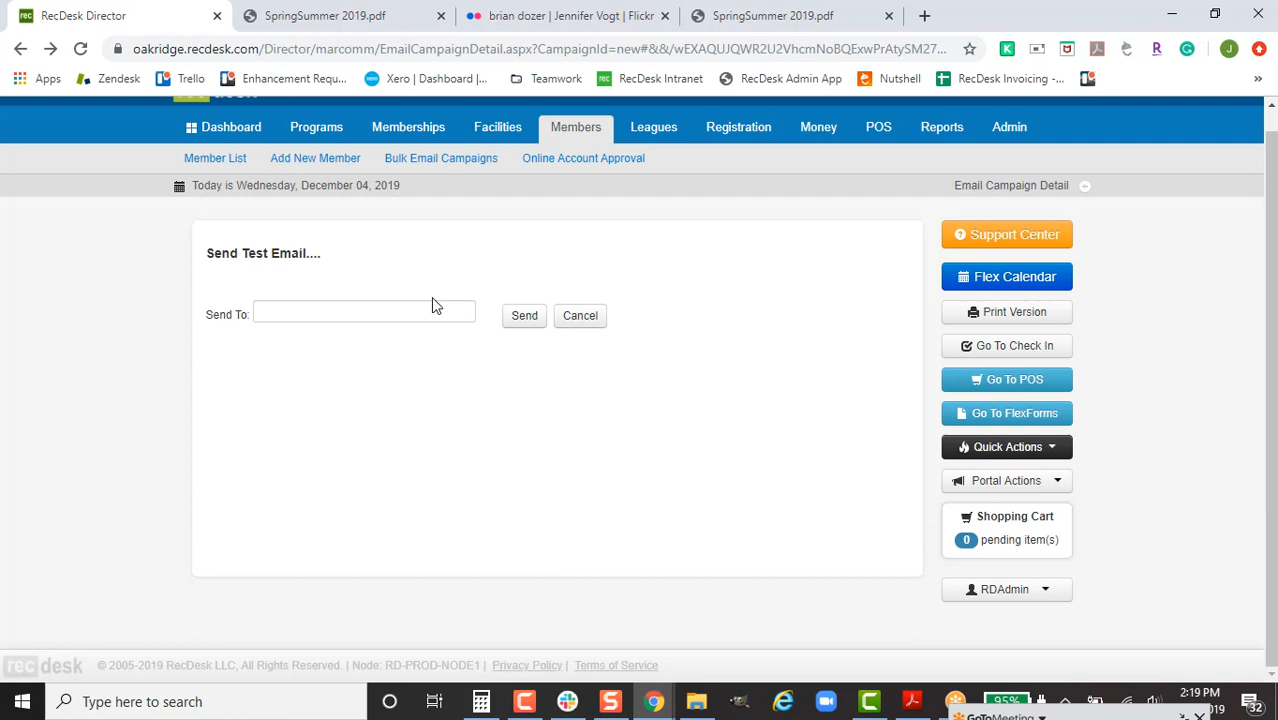 RecDesk Director
SpringSummer 2019.pdf
brian dozer | Jennifer Vogt | Flickr
SpringSummer 2019.pdf
oakridge.recdesk.com/Director/marcomm/EmailCampaignDetail.aspx?CampaignId=new#&&/wEXAQUJQWR2U2VhcmNoBQExwPrAtySM27...
J
Apps
Zendesk
Trello
Enhancement Requ...
Xero | Dashboard |...
Teamwork
RecDesk Intranet
RecDesk Admin App
Nutshell
RecDesk Invoicing -...
»
Dashboard
Programs
Memberships
Facilities
Members
Leagues
Registration
Money
POS
Reports
Admin
Member List
Add New Member
Bulk Email Campaigns
Online Account Approval
Today is Wednesday, December 04, 2019
Email Campaign Detail
Send Test Email....
Send To:
Send
Cancel
Support Center
Flex Calendar
Print Version
Go To Check In
Go To POS
Go To FlexForms
Quick Actions
Portal Actions
Shopping Cart
0 pending item(s)
RDAdmin
rec desk
© 2005-2019 RecDesk LLC, All Rights Reserved. | Node: RD-PROD-NODE1 | Privacy Policy | Terms of Service
Type here to search
95%
2:19 PM
32
GoToMeeting